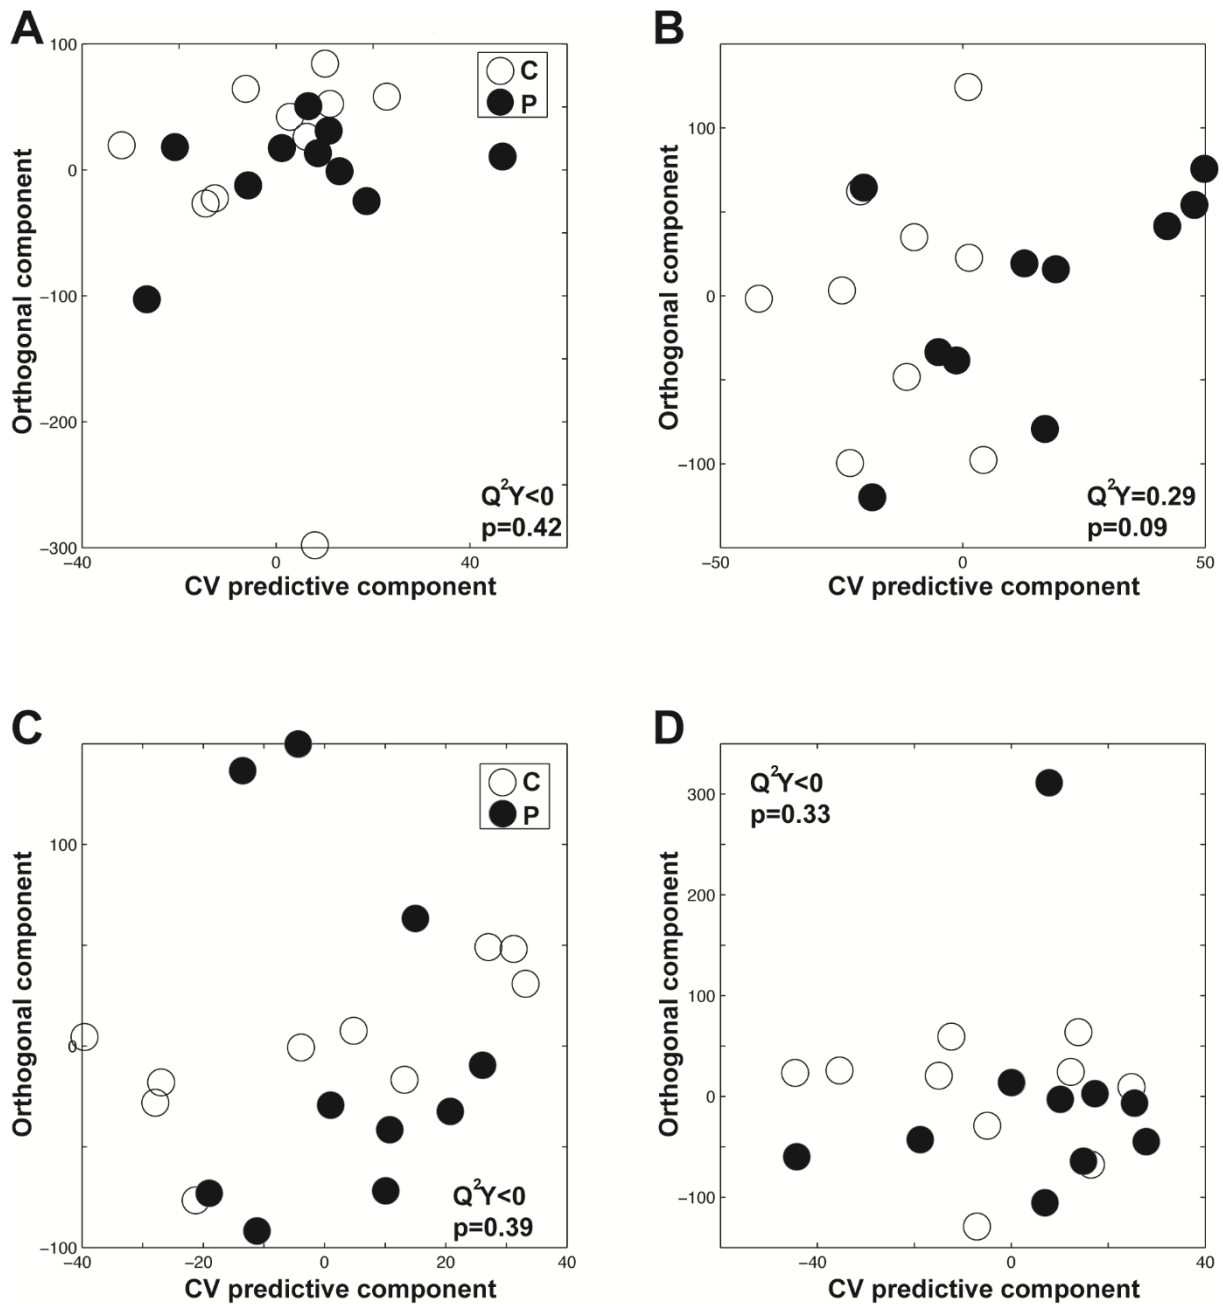 A
B
100
0
−100
−200
−300
−40
0
40
Orthogonal component
CV predictive component
C
P
Q²Y<0
p=0.42
100
0
−100
−50
0
50
Orthogonal component
CV predictive component
Q²Y=0.29
p=0.09
C
D
100
0
−100
−40
−20
0
20
40
Orthogonal component
CV predictive component
C
P
Q²Y<0
p=0.39
300
200
100
0
−100
−40
0
40
Orthogonal component
CV predictive component
Q²Y<0
p=0.33